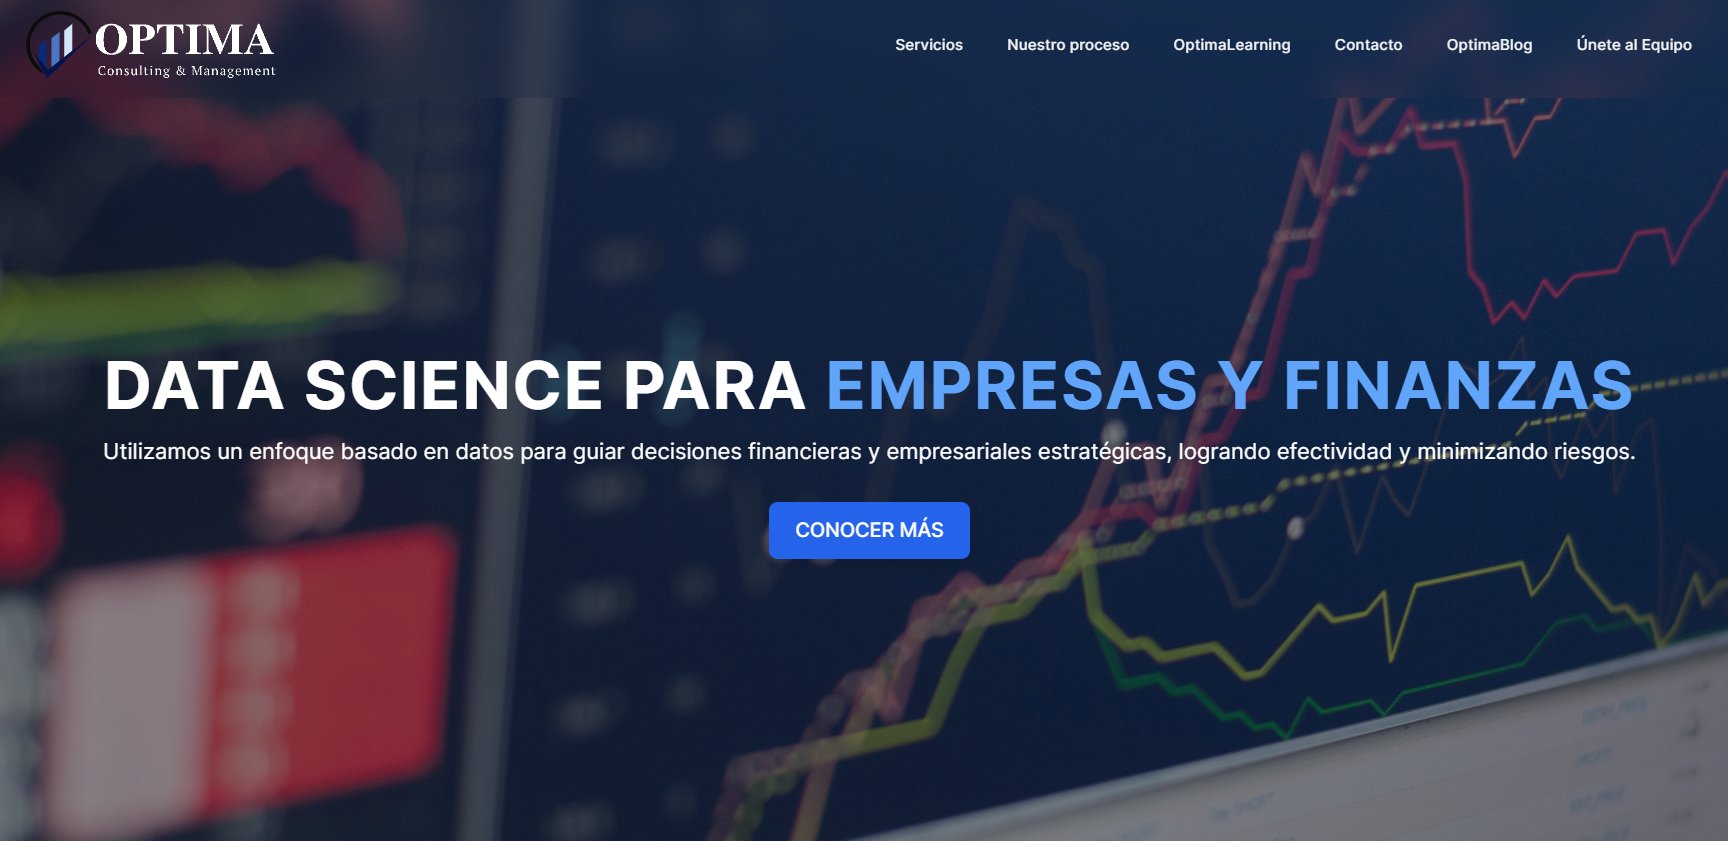 OPTIMA
Consulting & Management
Servicios
Nuestro proceso
OptimaLearning
Contacto
OptimaBlog
Únete al Equipo
DATA SCIENCE PARA EMPRESAS Y FINANZAS
Utilizamos un enfoque basado en datos para guiar decisiones financieras y empresariales estratégicas, logrando efectividad y minimizando riesgos.
CONOCER MÁS